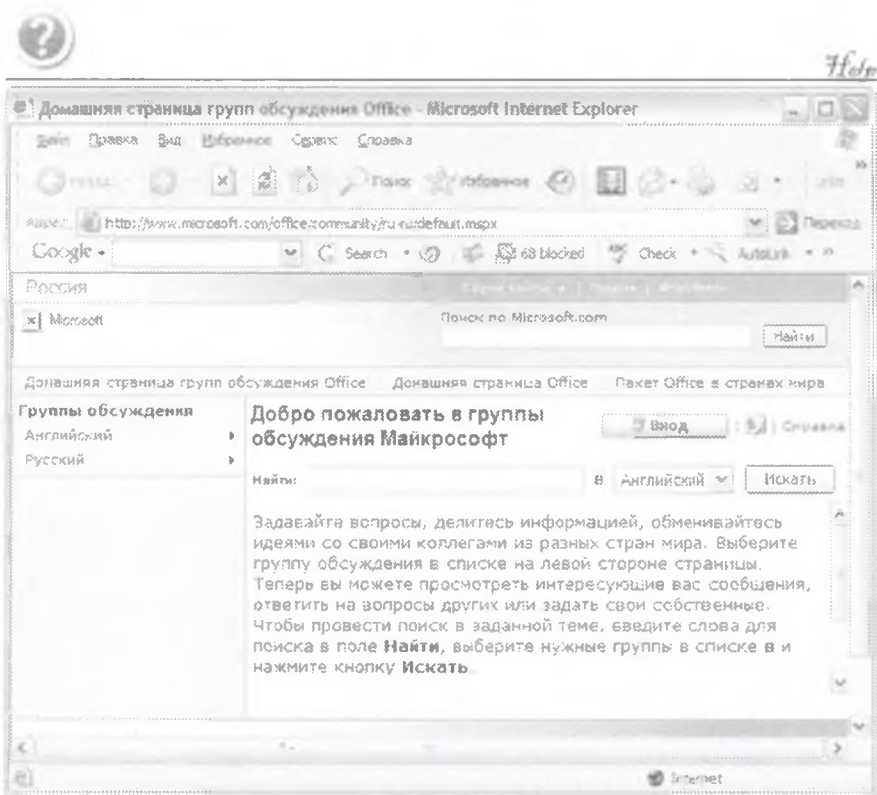 Help
Домашняя страница групп обсуждения Office - Microsoft Internet Explorer
Файл Правка Вид Избранное Сервис Справка
Поиск Избранное
Адрес: http://www.microsoft.com/office/community/ru-ru/default.mspx Переход
Google Search 68 blocked Check AutoLink
Россия
Microsoft
Поиск по Microsoft.com
Найти
Домашняя страница групп обсуждения Office Домашняя страница Office Пакет Office в странах мира
Группы обсуждения
Английский
Русский
Добро пожаловать в группы
обсуждения Майкрософт
Вход Справка
Найти: в Английский Искать
Задавайте вопросы, делитесь информацией, обменивайтесь
идеями со своими коллегами из разных стран мира. Выберите
группу обсуждения в списке на левой стороне страницы.
Теперь вы можете просмотреть интересующие вас сообщения,
ответить на вопросы других или задать свои собственные.
Чтобы провести поиск в заданной теме, введите слова для
поиска в поле Найти, выберите нужные группы в списке в и
нажмите кнопку Искать.
Internet